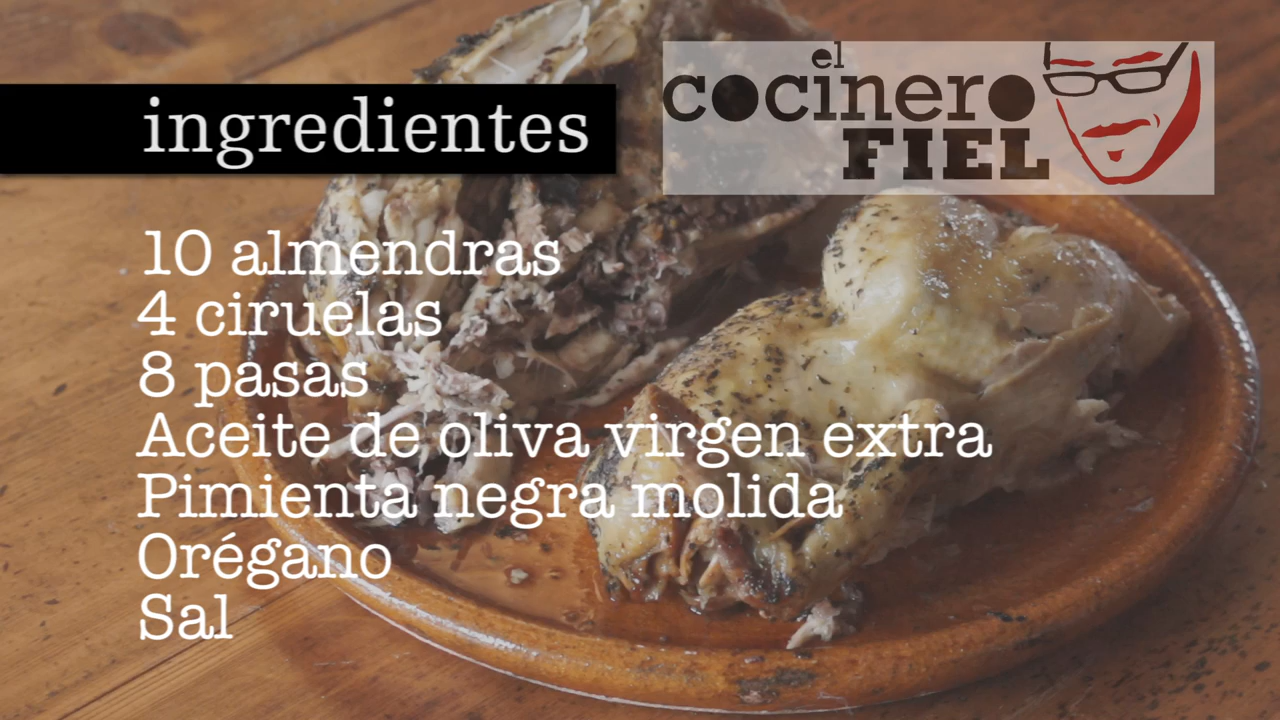 ingredientes
el
cocinero
FIEL
10 almendras
4 ciruelas
8 pasas
Aceite de oliva virgen extra
Pimienta negra molida
Orégano
Sal